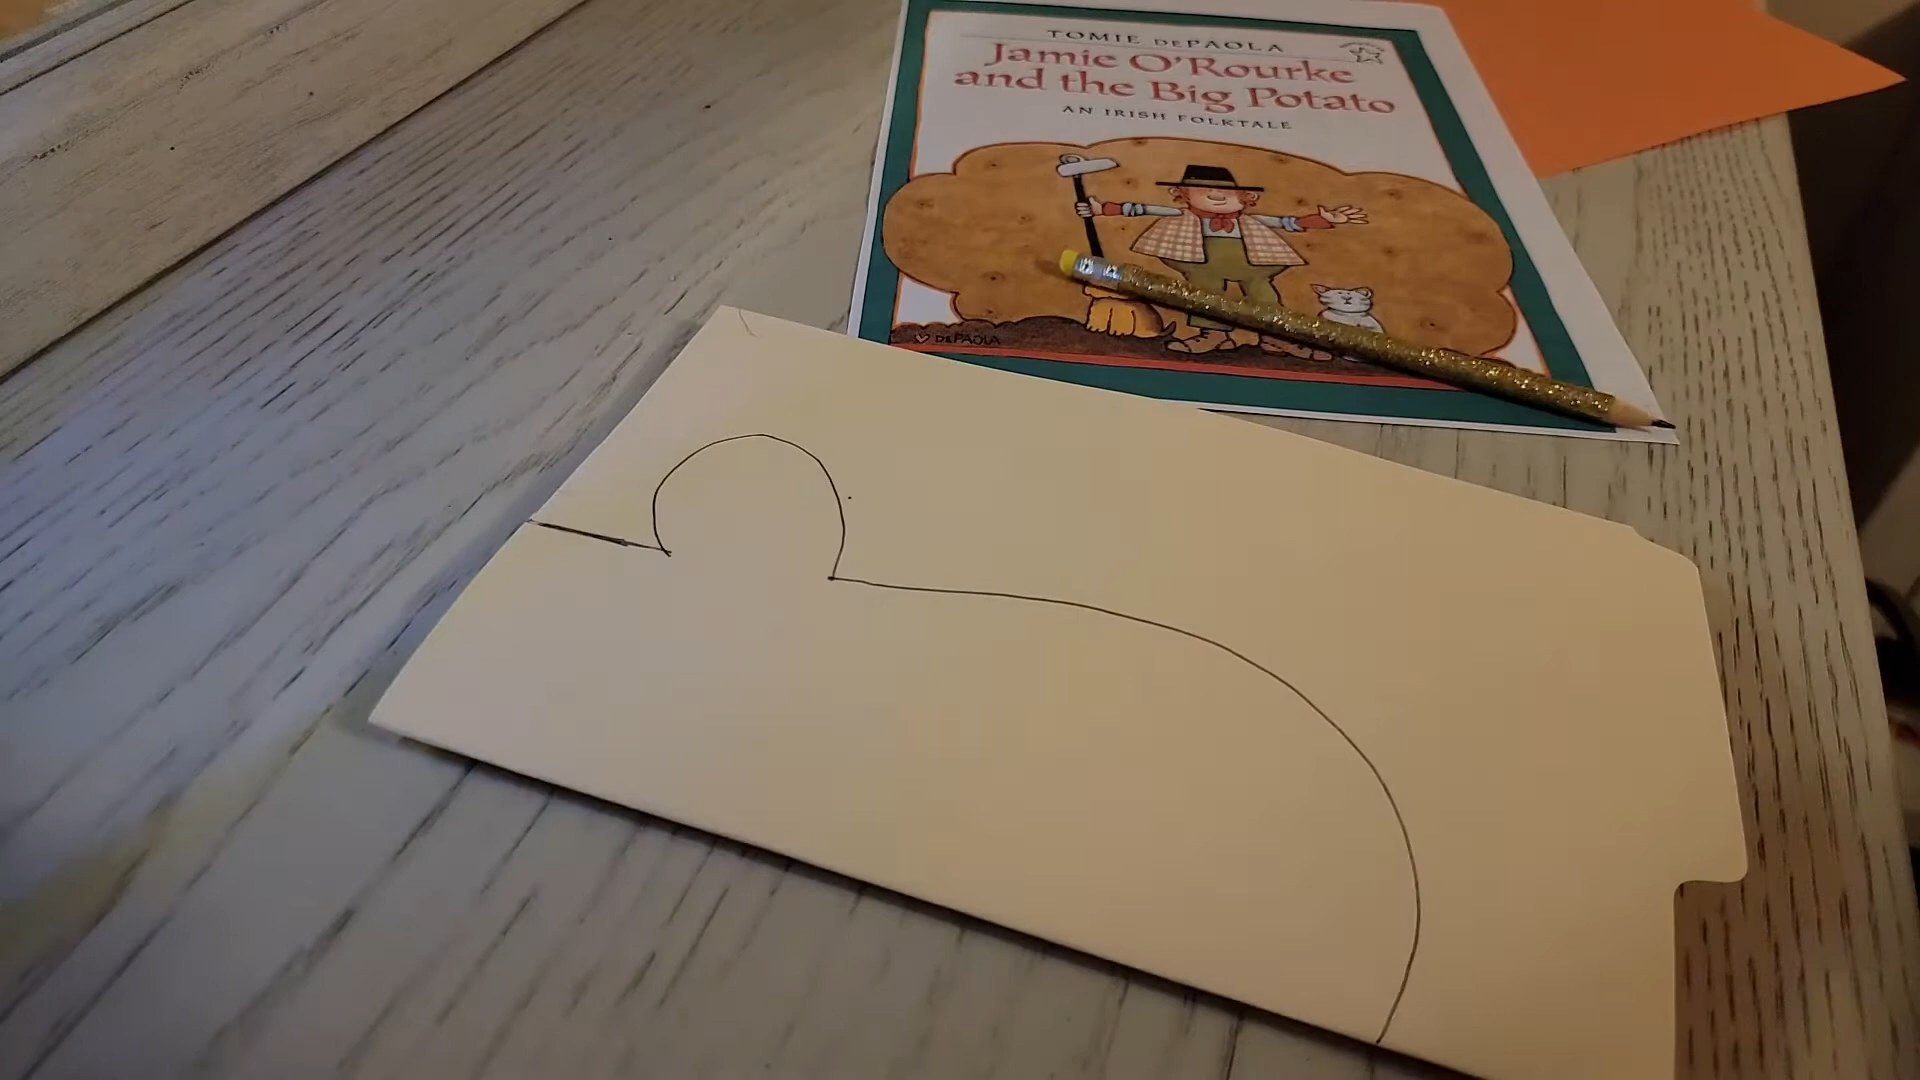 TOMIE DEPAOLA
Jamie O'Rourke
and the Big Potato
AN IRISH FOLKTALE
DEPAOLA